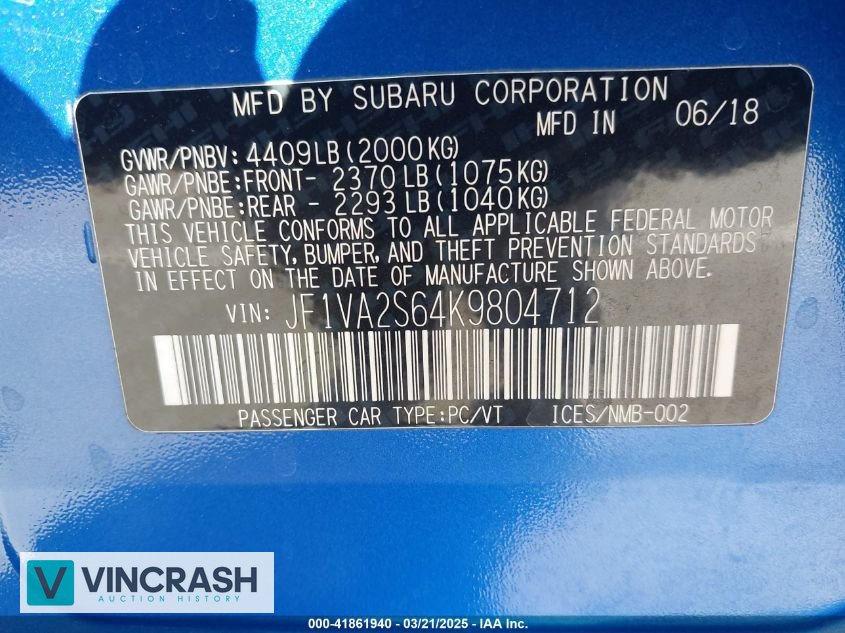 MFD BY SUBARU CORPORATION
MFD IN 06/18
GVWR/PNBV: 4409LB(2000KG)
GAWR/PNBE:FRONT- 2370LB(1075KG)
GAWR/PNBE:REAR - 2293LB(1040KG)
THIS VEHICLE CONFORMS TO ALL APPLICABLE FEDERAL MOTOR
VEHICLE SAFETY, BUMPER, AND THEFT PREVENTION STANDARDS
IN EFFECT ON THE DATE OF MANUFACTURE SHOWN ABOVE.
VIN: JF1VA2S64K9804712
PASSENGER CAR TYPE:PC/VT ICES/NMB-002
V VINCRASH
AUCTION HISTORY
000-41861940 - 03/21/2025 - IAA Inc.